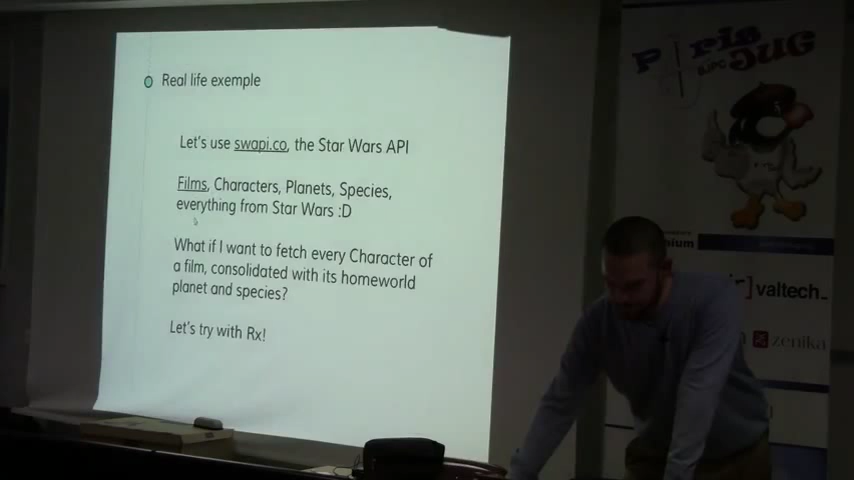 Real life exemple
Let's use swapi.co, the Star Wars API
Films, Characters, Planets, Species,
everything from Star Wars :D
What if I want to fetch every Character of
a film, consolidated with its homeworld
planet and species?
Let's try with Rx!
Paris
JUG
valtech_
zenika